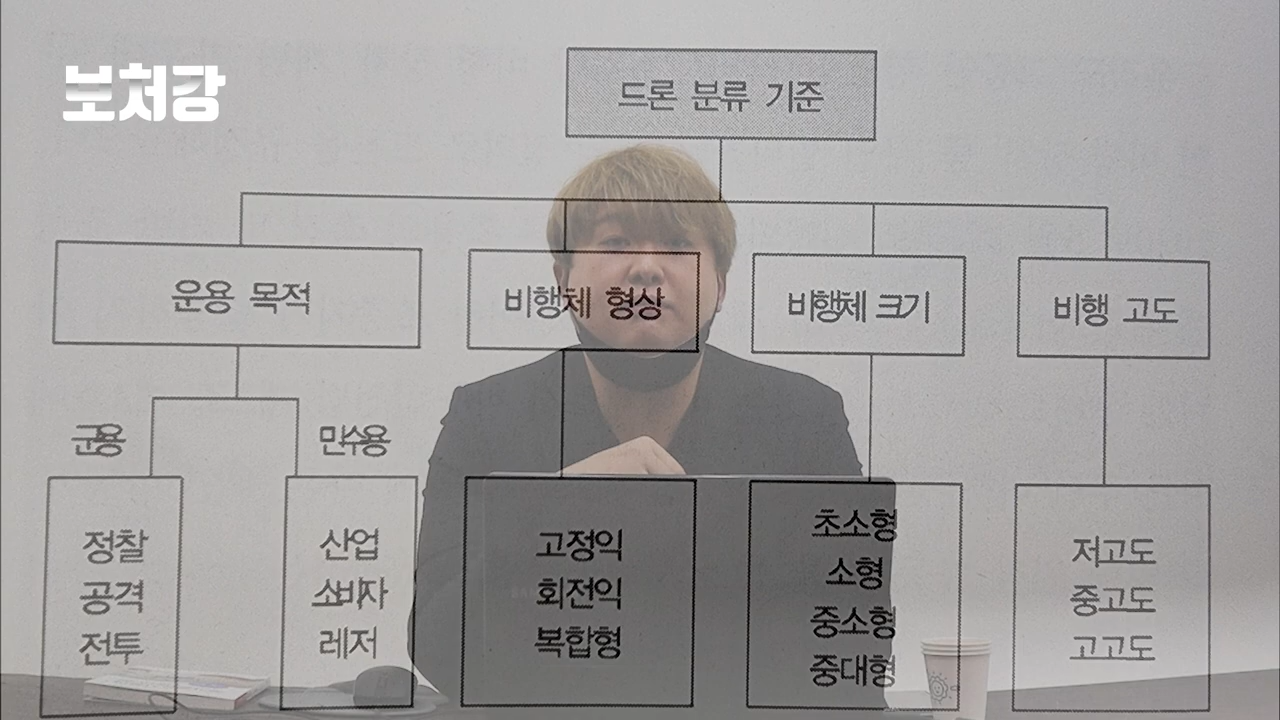 보처강
드론 분류 기준
운용 목적
비행체 형상
비행체 크기
비행 고도
군용
민수용
정찰
공격
전투
산업
소비자
레저
고정익
회전익
복합형
초소형
소형
중소형
중대형
저고도
중고도
고고도